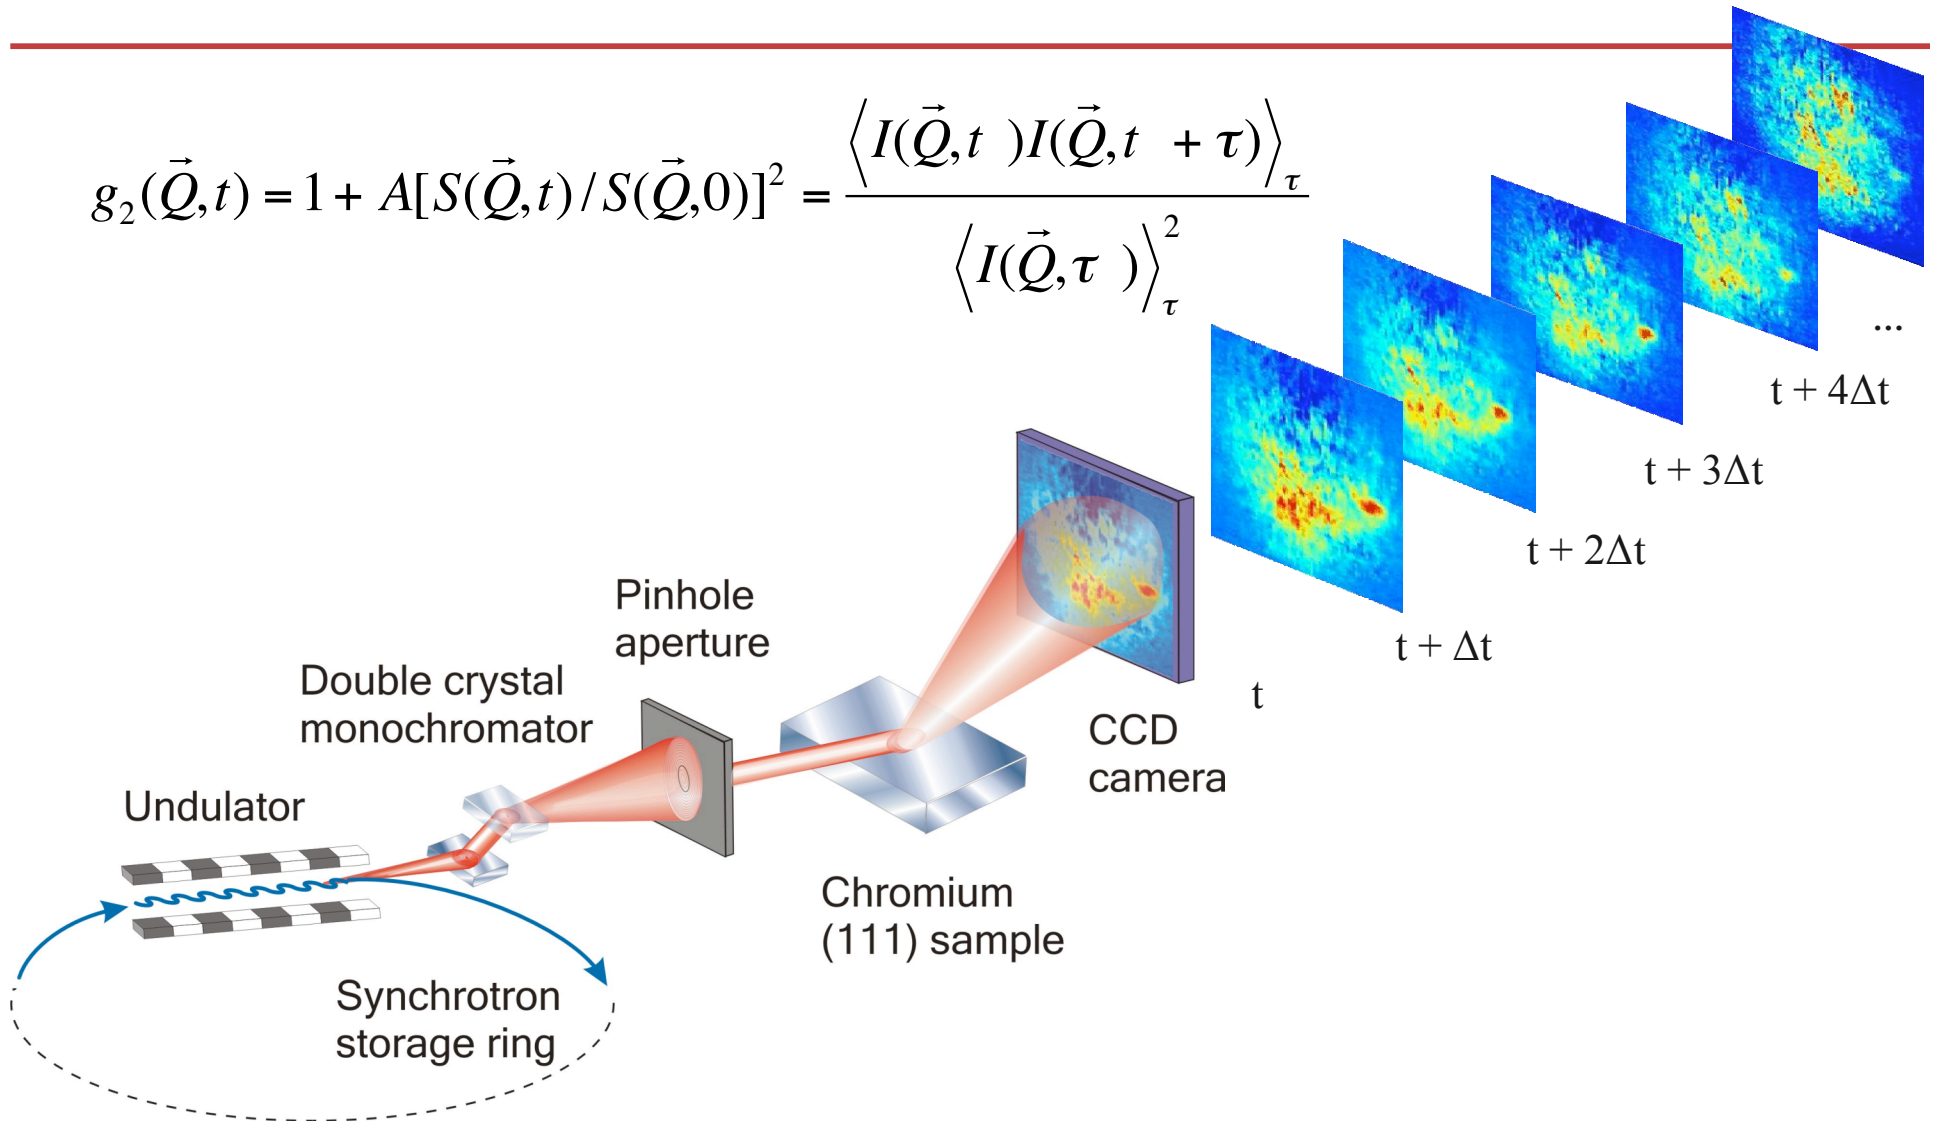 g₂(Q⃗,t) = 1 + A[S(Q⃗,t)/S(Q⃗,0)]² = ⟨I(Q⃗,t )I(Q⃗,t + τ)⟩_τ / ⟨I(Q⃗,τ )⟩²_τ
...
t + 4Δt
t + 3Δt
t + 2Δt
t + Δt
t
Pinhole
aperture
Double crystal
monochromator
CCD
camera
Undulator
Chromium
(111) sample
Synchrotron
storage ring